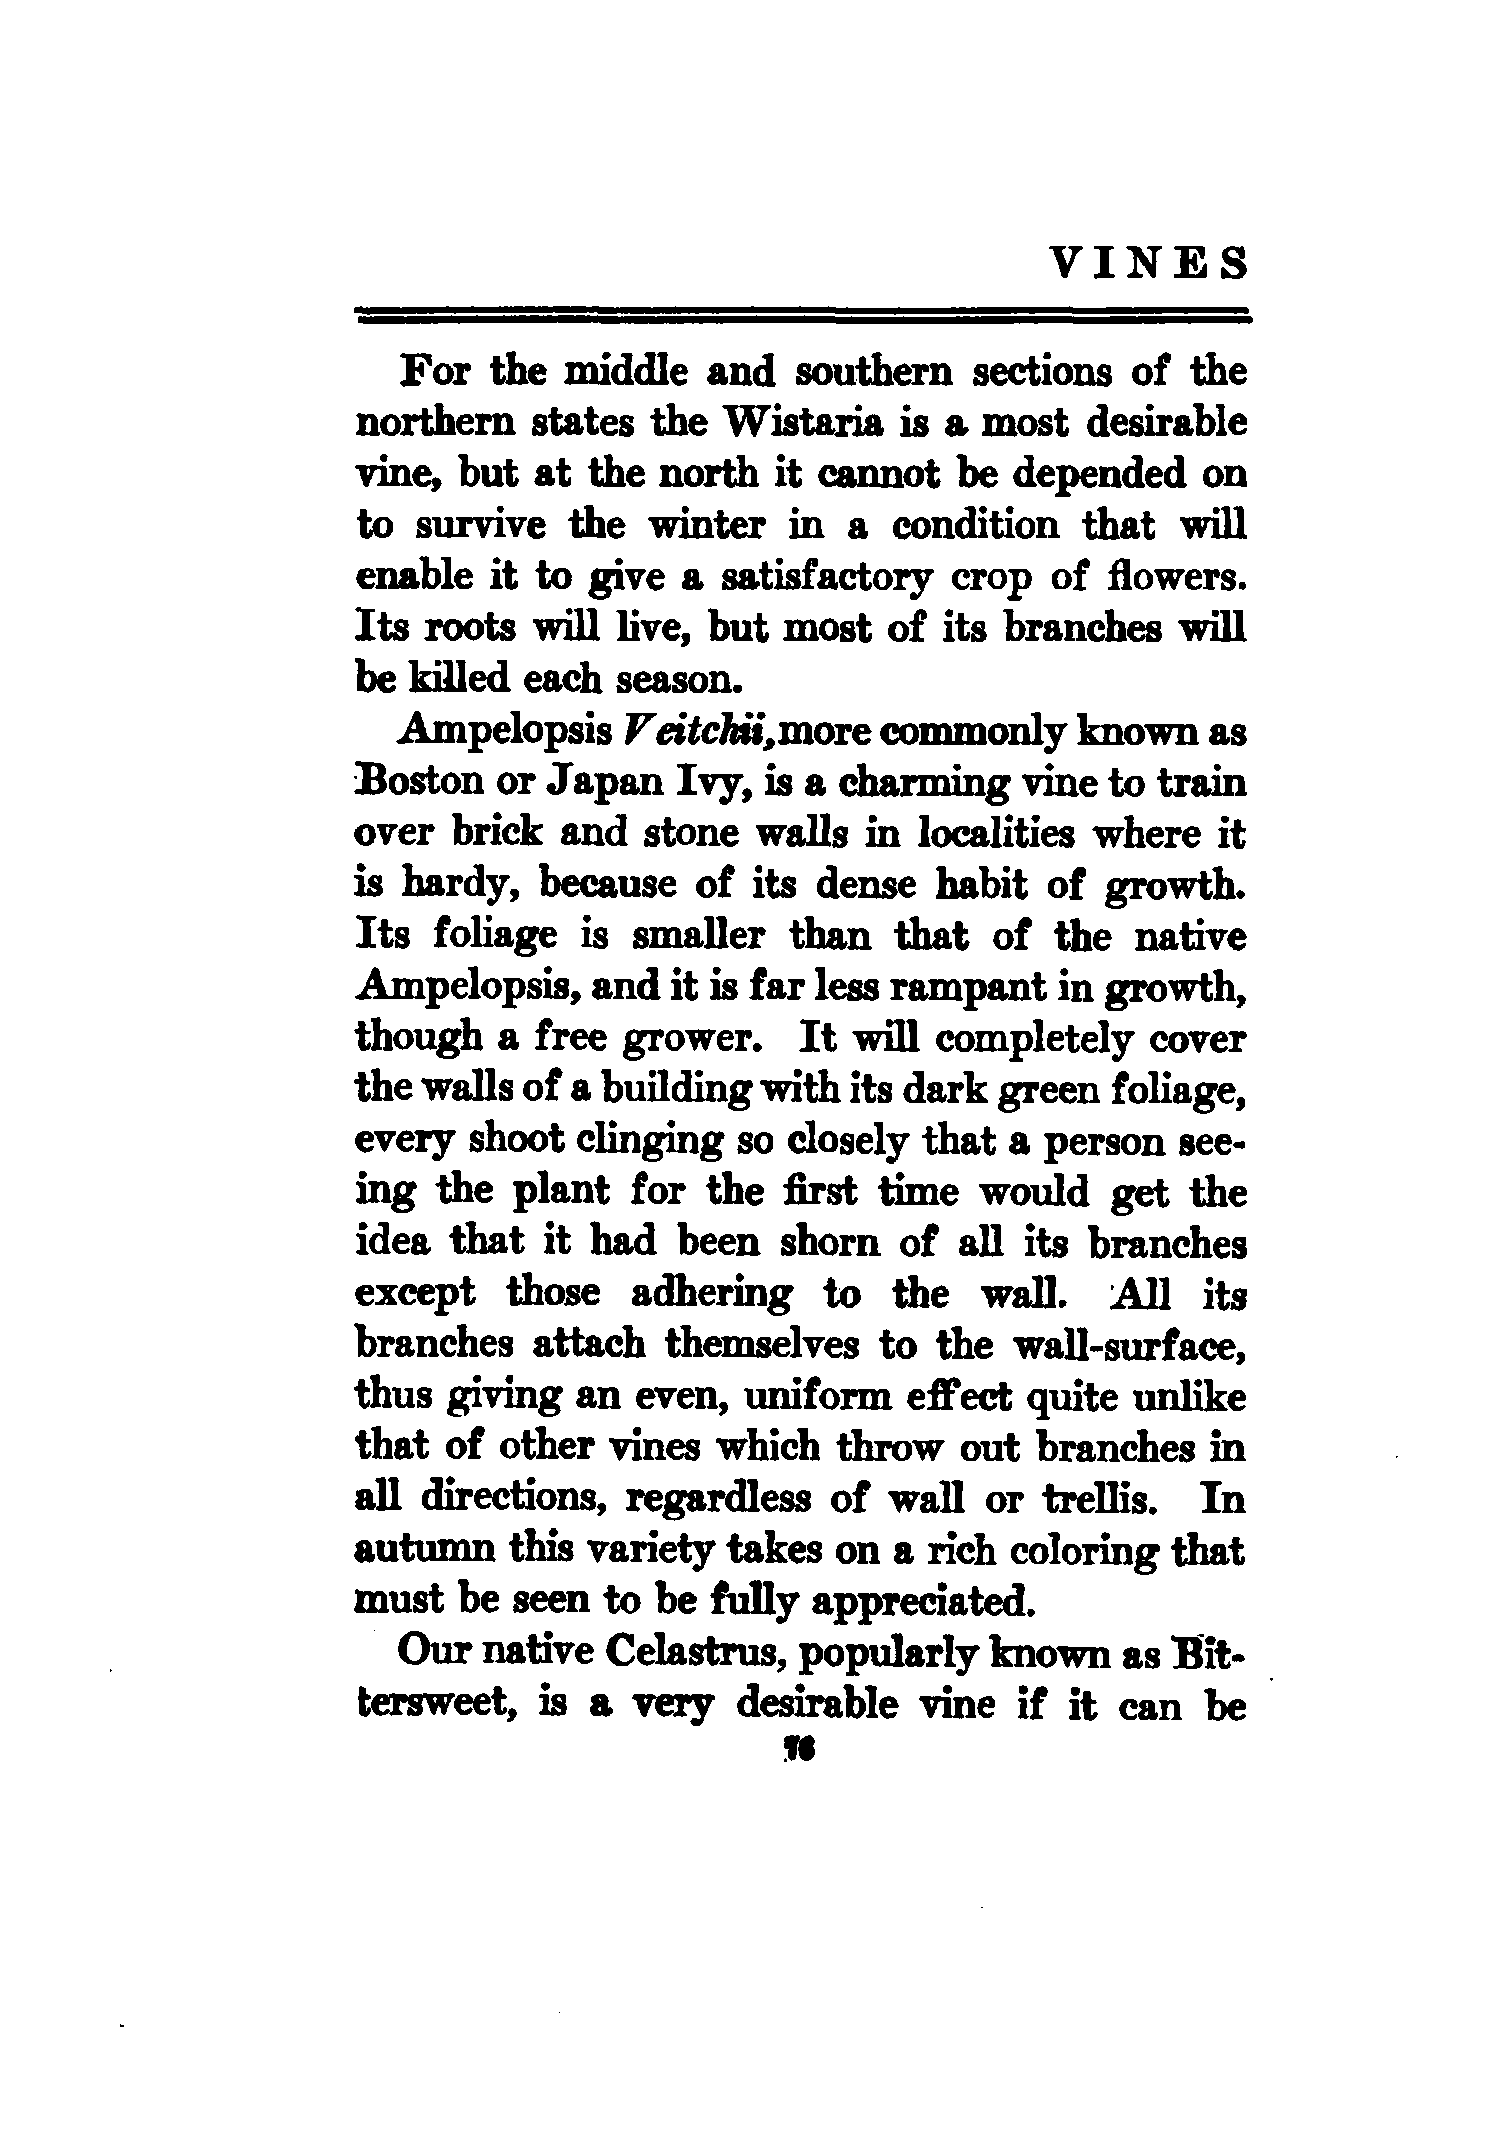 VINES
For the middle and southern sections of the
northern states the Wistaria is a most desirable
vine, but at the north it cannot be depended on
to survive the winter in a condition that will
enable it to give a satisfactory crop of flowers.
Its roots will live, but most of its branches will
be killed each season.
Ampelopsis Veitchii, more commonly known as
Boston or Japan Ivy, is a charming vine to train
over brick and stone walls in localities where it
is hardy, because of its dense habit of growth.
Its foliage is smaller than that of the native
Ampelopsis, and it is far less rampant in growth,
though a free grower. It will completely cover
the walls of a building with its dark green foliage,
every shoot clinging so closely that a person see-
ing the plant for the first time would get the
idea that it had been shorn of all its branches
except those adhering to the wall. All its
branches attach themselves to the wall-surface,
thus giving an even, uniform effect quite unlike
that of other vines which throw out branches in
all directions, regardless of wall or trellis. In
autumn this variety takes on a rich coloring that
must be seen to be fully appreciated.
Our native Celastrus, popularly known as Bit-
tersweet, is a very desirable vine if it can be